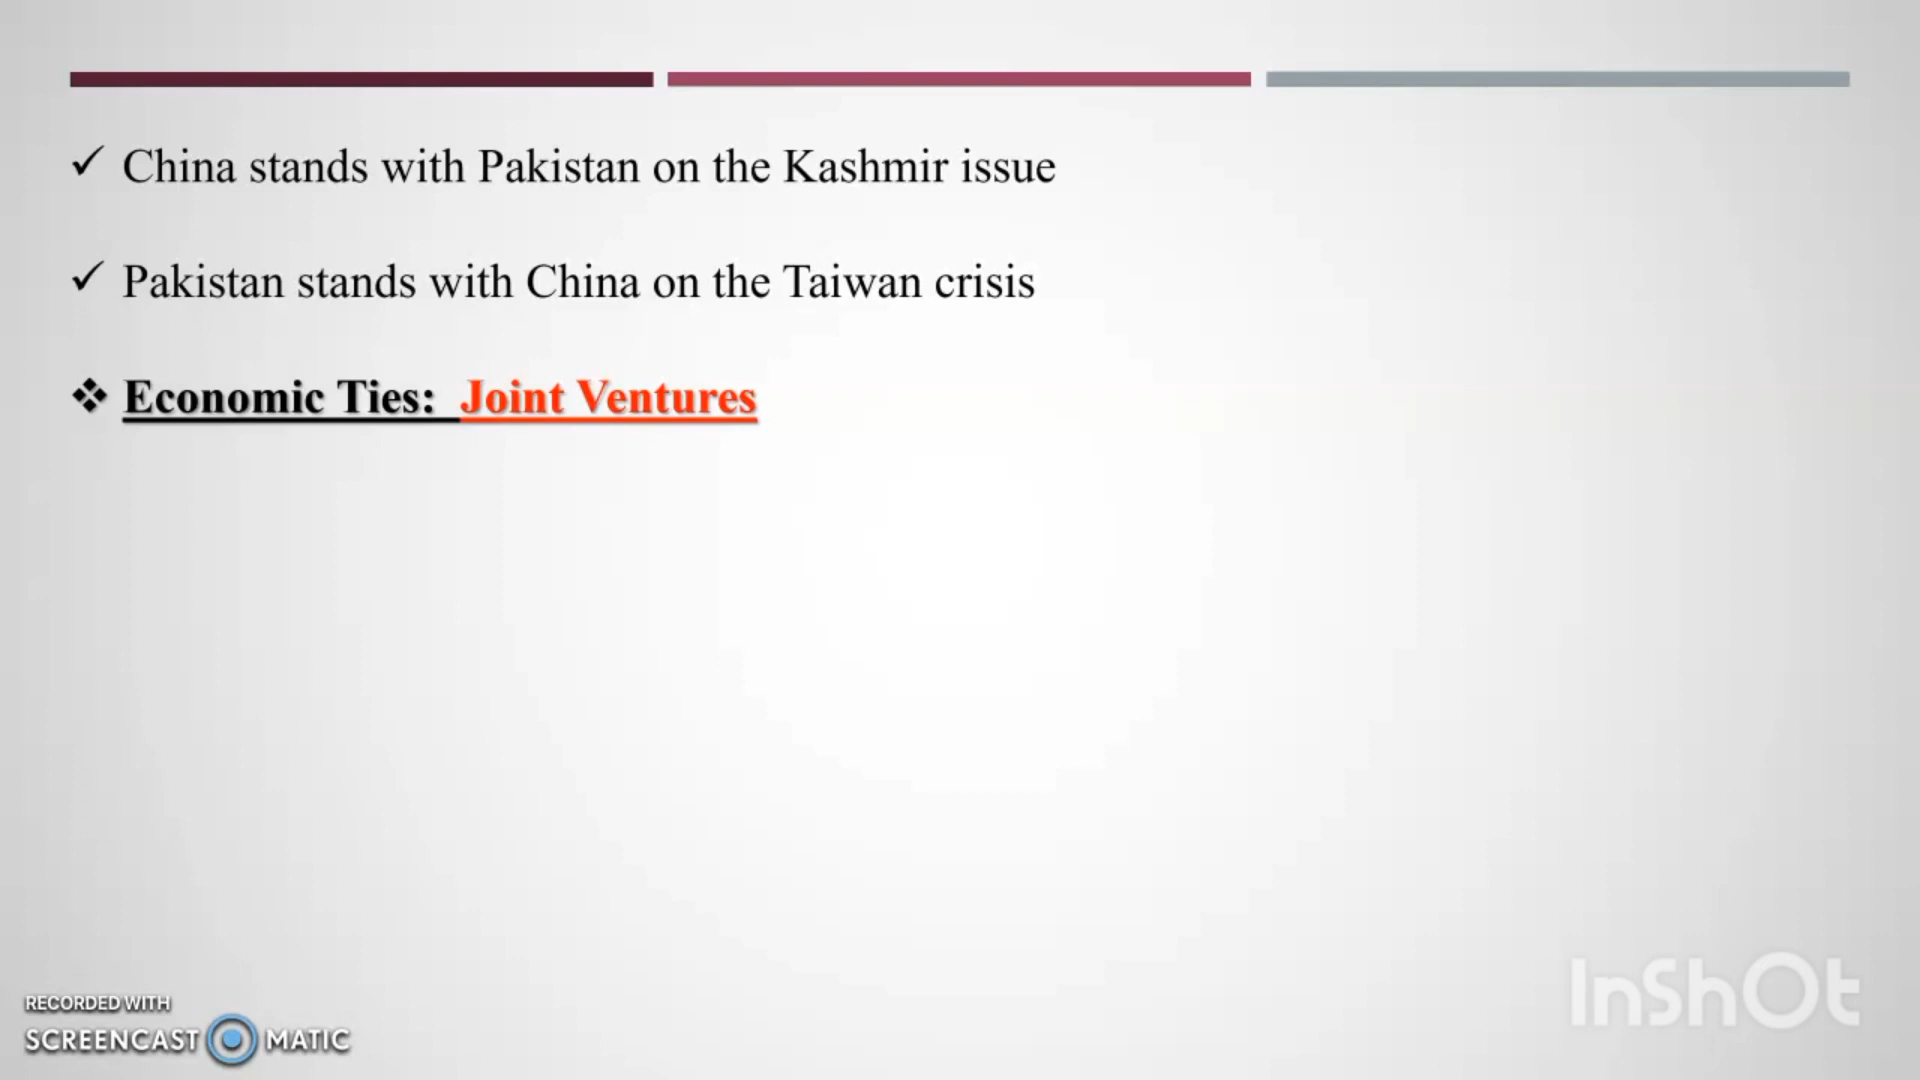 ✓ China stands with Pakistan on the Kashmir issue
✓ Pakistan stands with China on the Taiwan crisis
❖ Economic Ties: Joint Ventures
RECORDED WITH
SCREENCAST MATIC
InShOt